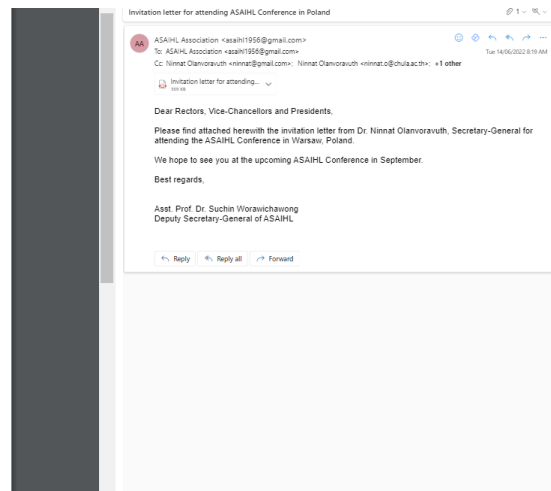 Invitation letter for attending ASAIHL Conference in Poland
1
AA
ASAIHL Association <asaihl1956@gmail.com>
To: ASAIHL Association <asaihl1956@gmail.com>
Tue 14/06/2022 8:19 AM
Cc: Ninnat Olanvoravuth <ninnat@gmail.com>; Ninnat Olanvoravuth <ninnat.o@chula.ac.th>; +1 other
Invitation letter for attending...
Dear Rectors, Vice-Chancellors and Presidents,
Please find attached herewith the invitation letter from Dr. Ninnat Olanvoravuth, Secretary-General for
attending the ASAIHL Conference in Warsaw, Poland.
We hope to see you at the upcoming ASAIHL Conference in September.
Best regards,
Asst. Prof. Dr. Suchin Worawichawong
Deputy Secretary-General of ASAIHL
Reply Reply all Forward